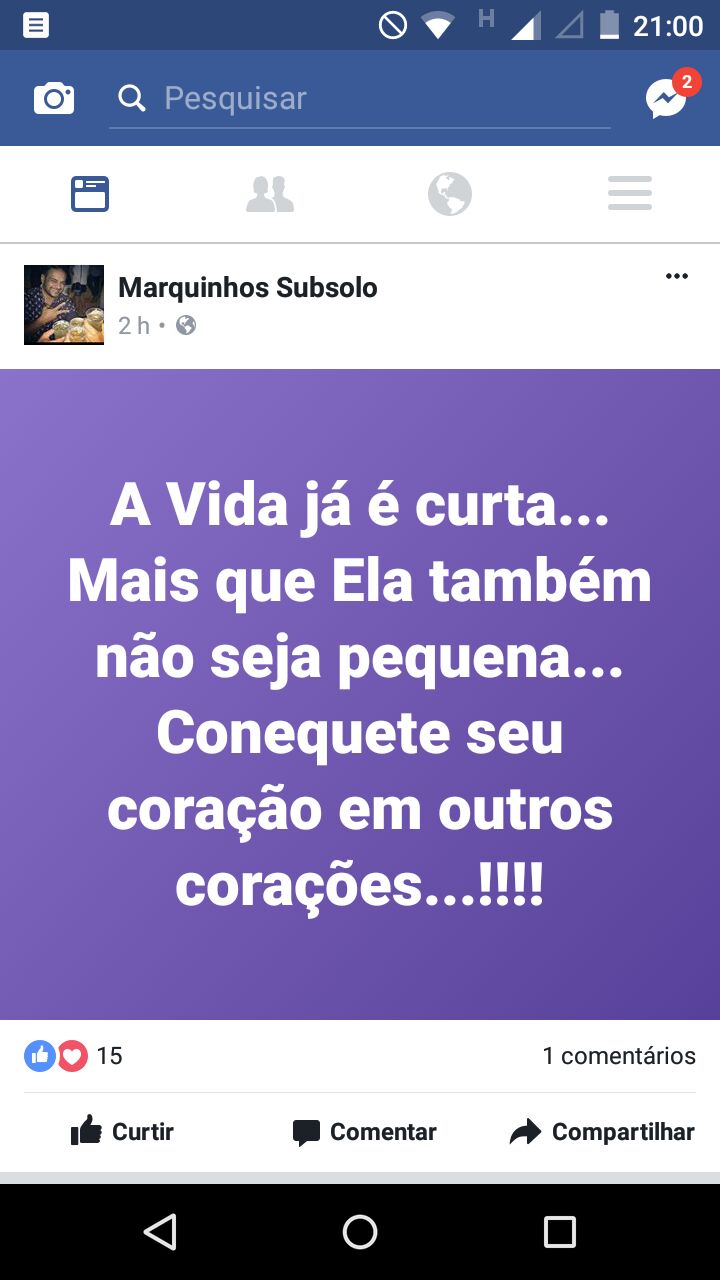 H 21:00
Pesquisar
2
Marquinhos Subsolo
2 h •
A Vida já é curta...
Mais que Ela também
não seja pequena...
Conequete seu
coração em outros
corações...!!!!
15 1 comentários
Curtir Comentar Compartilhar